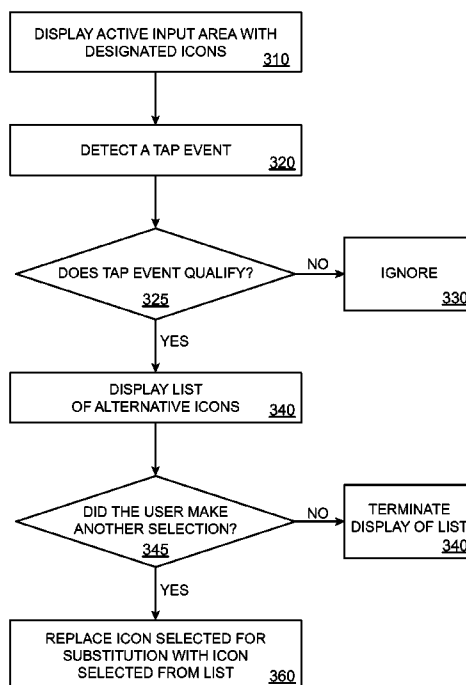 DISPLAY ACTIVE INPUT AREA WITH
DESIGNATED ICONS
310
DETECT A TAP EVENT
320
DOES TAP EVENT QUALIFY?
325
NO
IGNORE
330
YES
DISPLAY LIST
OF ALTERNATIVE ICONS
340
DID THE USER MAKE
ANOTHER SELECTION?
345
NO
TERMINATE
DISPLAY OF LIST
340
YES
REPLACE ICON SELECTED FOR
SUBSTITUTION WITH ICON
SELECTED FROM LIST
360